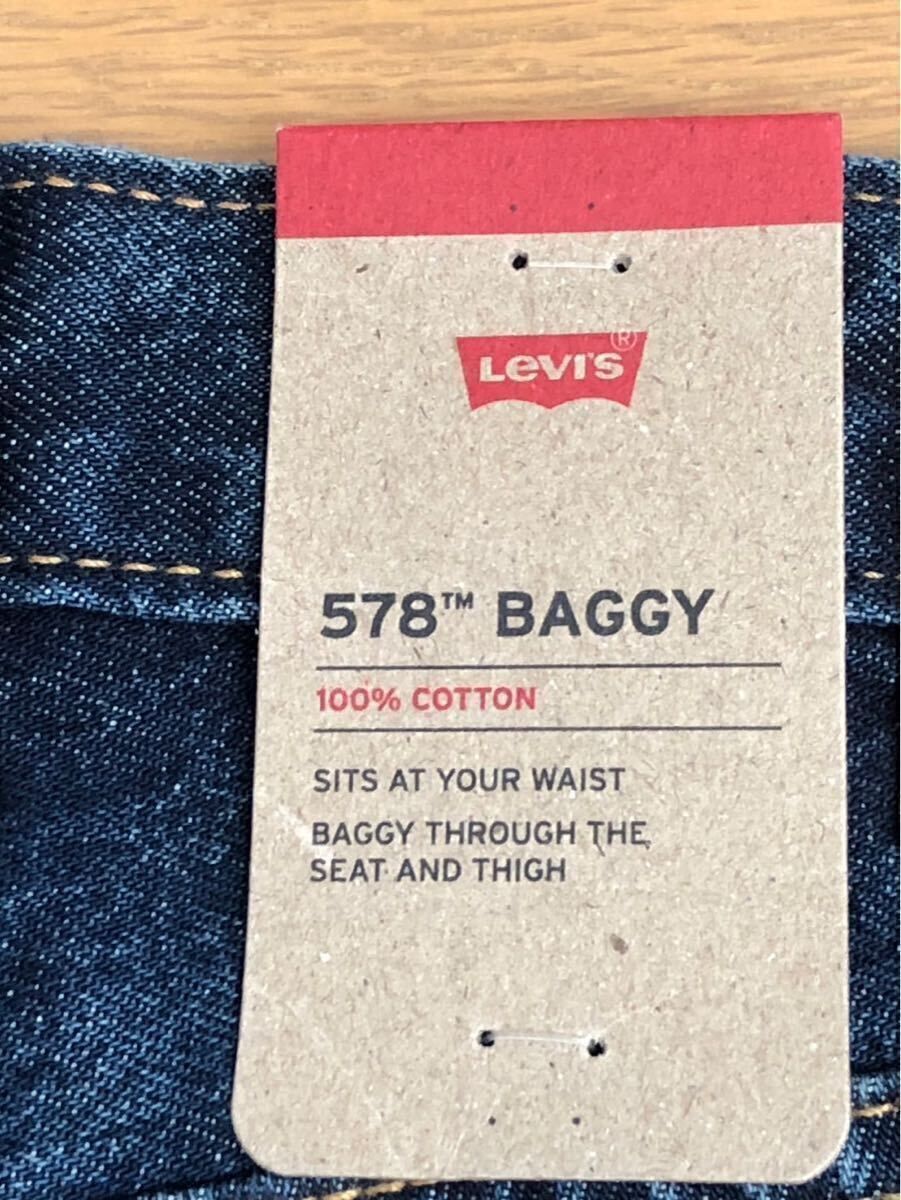 Levi's®
578™ BAGGY
100% COTTON
SITS AT YOUR WAIST
BAGGY THROUGH THE
SEAT AND THIGH